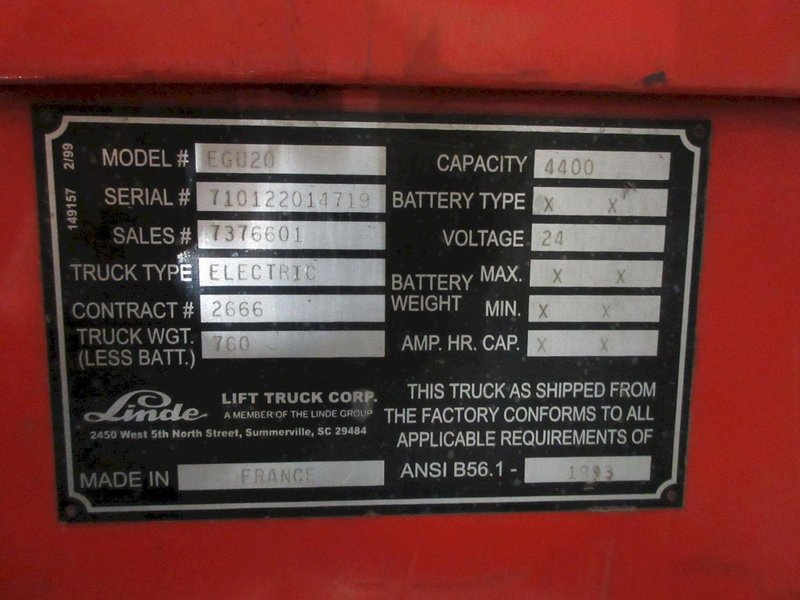 149157 2/99
MODEL # EGU20
SERIAL # 710122014719
SALES # 7376601
TRUCK TYPE ELECTRIC
CONTRACT # 2666
TRUCK WGT. (LESS BATT.) 760
CAPACITY 4400
BATTERY TYPE X X
VOLTAGE 24
BATTERY WEIGHT MAX. X X
MIN. X X
AMP. HR. CAP. X X
Linde LIFT TRUCK CORP.
A MEMBER OF THE LINDE GROUP
2450 West 5th North Street, Summerville, SC 29484
MADE IN FRANCE
THIS TRUCK AS SHIPPED FROM
THE FACTORY CONFORMS TO ALL
APPLICABLE REQUIREMENTS OF
ANSI B56.1 - 1993